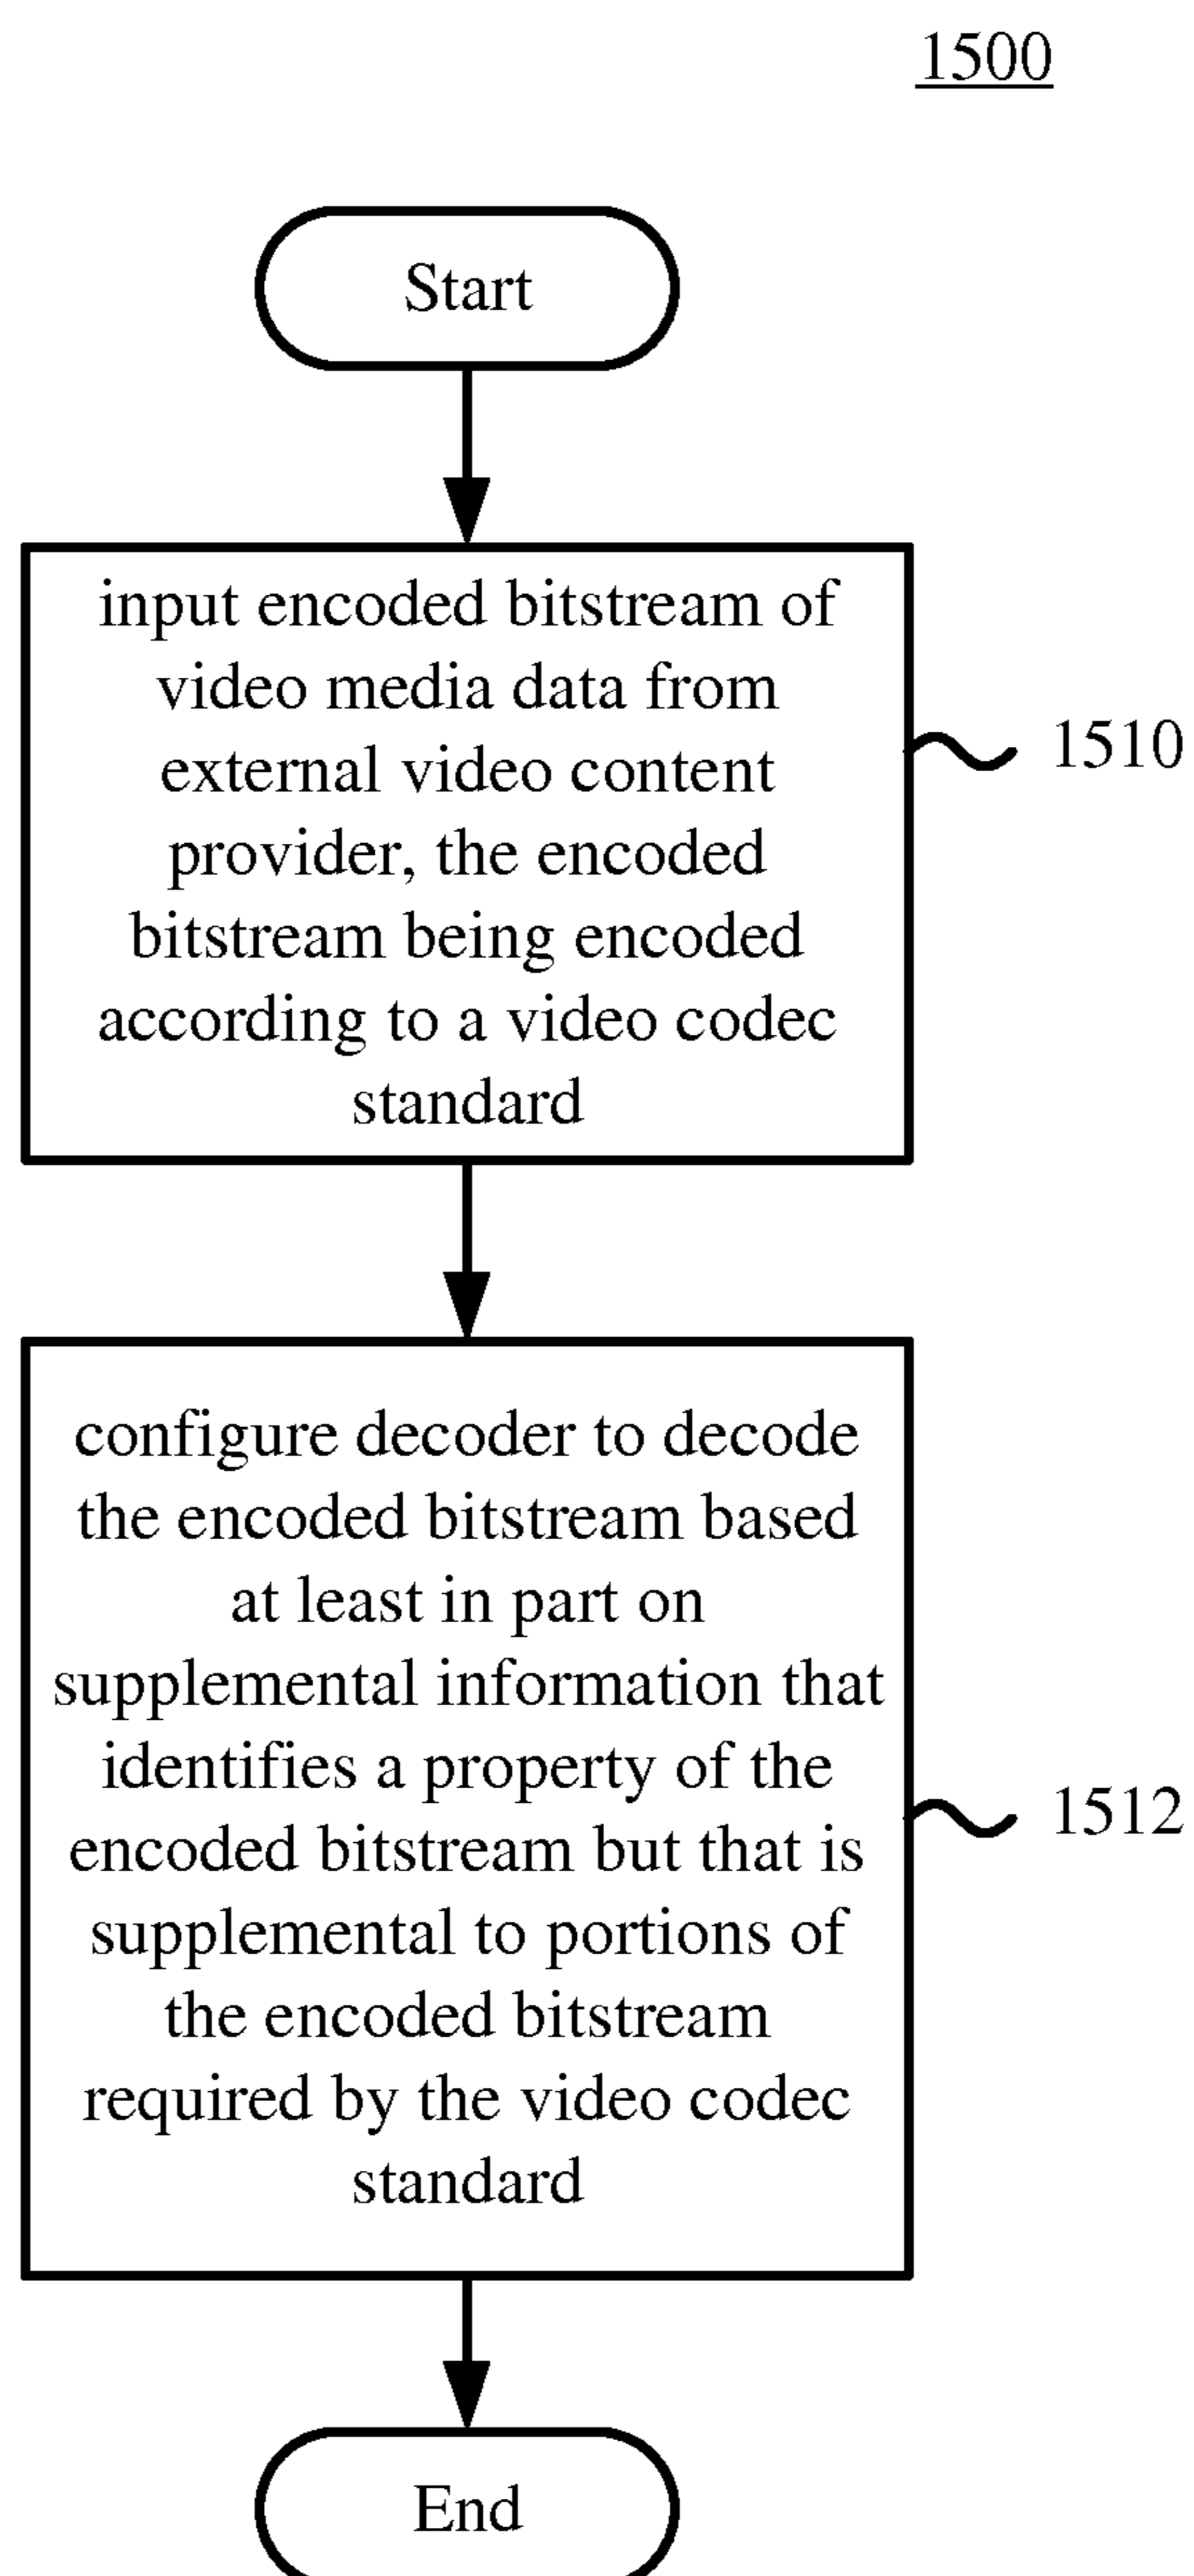 1500
Start
input encoded bitstream of
video media data from
external video content
provider, the encoded
bitstream being encoded
according to a video codec
standard
1510
configure decoder to decode
the encoded bitstream based
at least in part on
supplemental information that
identifies a property of the
encoded bitstream but that is
supplemental to portions of
the encoded bitstream
required by the video codec
standard
1512
End